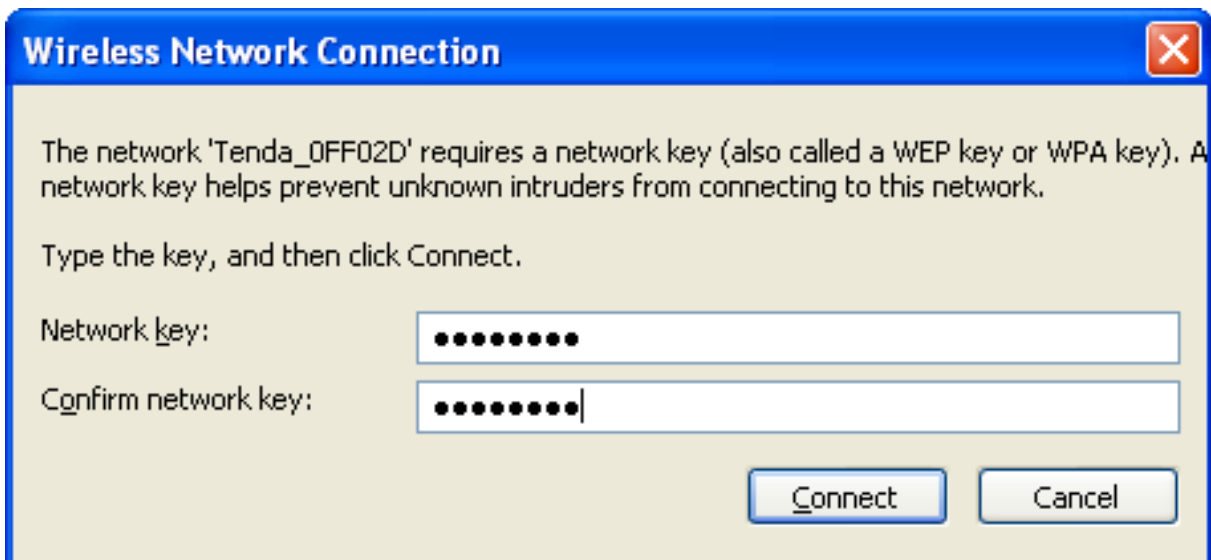 Wireless Network Connection
The network 'Tenda_0FF02D' requires a network key (also called a WEP key or WPA key). A
network key helps prevent unknown intruders from connecting to this network.
Type the key, and then click Connect.
Network key: ••••••••
Confirm network key: ••••••••
Connect Cancel